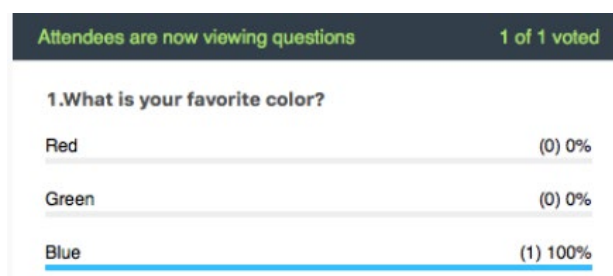 Attendees are now viewing questions 1 of 1 voted
1.What is your favorite color?
Red (0) 0%
Green (0) 0%
Blue (1) 100%